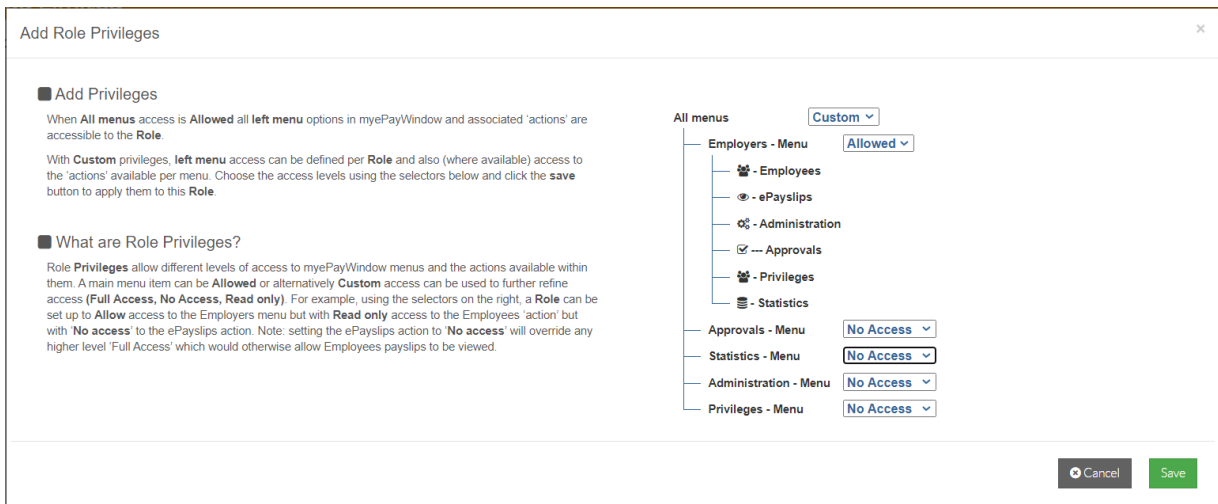 Add Role Privileges
×
Add Privileges
When All menus access is Allowed all left menu options in myePayWindow and associated ‘actions’ are
accessible to the Role.
With Custom privileges, left menu access can be defined per Role and also (where available) access to
the ‘actions’ available per menu. Choose the access levels using the selectors below and click the save
button to apply them to this Role.
What are Role Privileges?
Role Privileges allow different levels of access to myePayWindow menus and the actions available within
them. A main menu item can be Allowed or alternatively Custom access can be used to further refine
access (Full Access, No Access, Read only). For example, using the selectors on the right, a Role can be
set up to Allow access to the Employers menu but with Read only access to the Employees ‘action’ but
with ‘No access’ to the ePayslips action. Note: setting the ePayslips action to ‘No access’ will override any
higher level ‘Full Access’ which would otherwise allow Employees payslips to be viewed.
All menus Custom
Employers - Menu Allowed
- Employees
- ePayslips
- Administration
--- Approvals
- Privileges
- Statistics
Approvals - Menu No Access
Statistics - Menu No Access
Administration - Menu No Access
Privileges - Menu No Access
Cancel Save